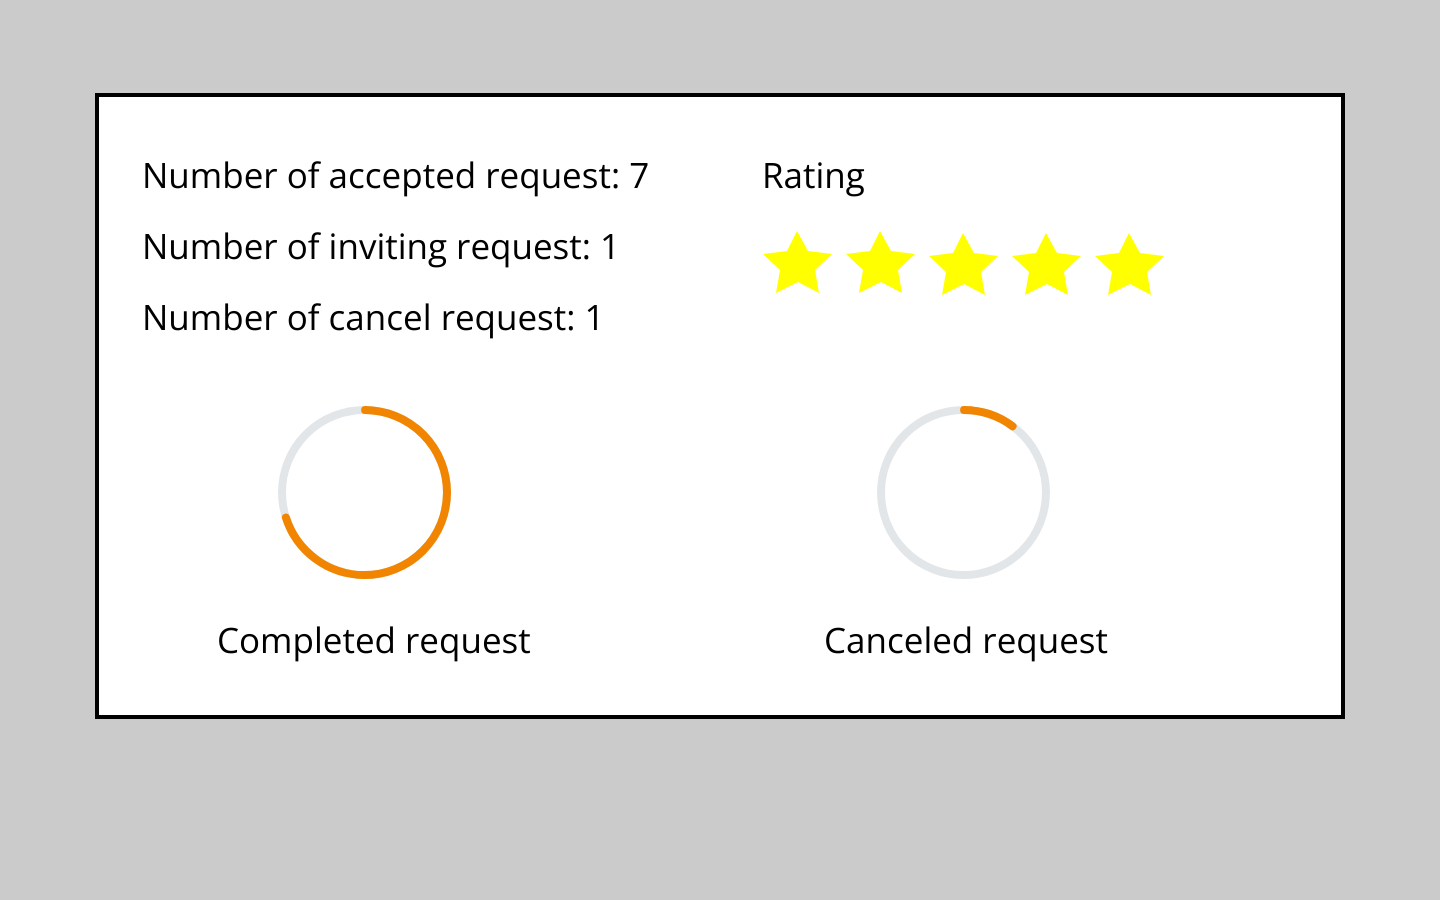 Number of accepted request: 7
Number of inviting request: 1
Number of cancel request: 1
Rating
Completed request
Canceled request